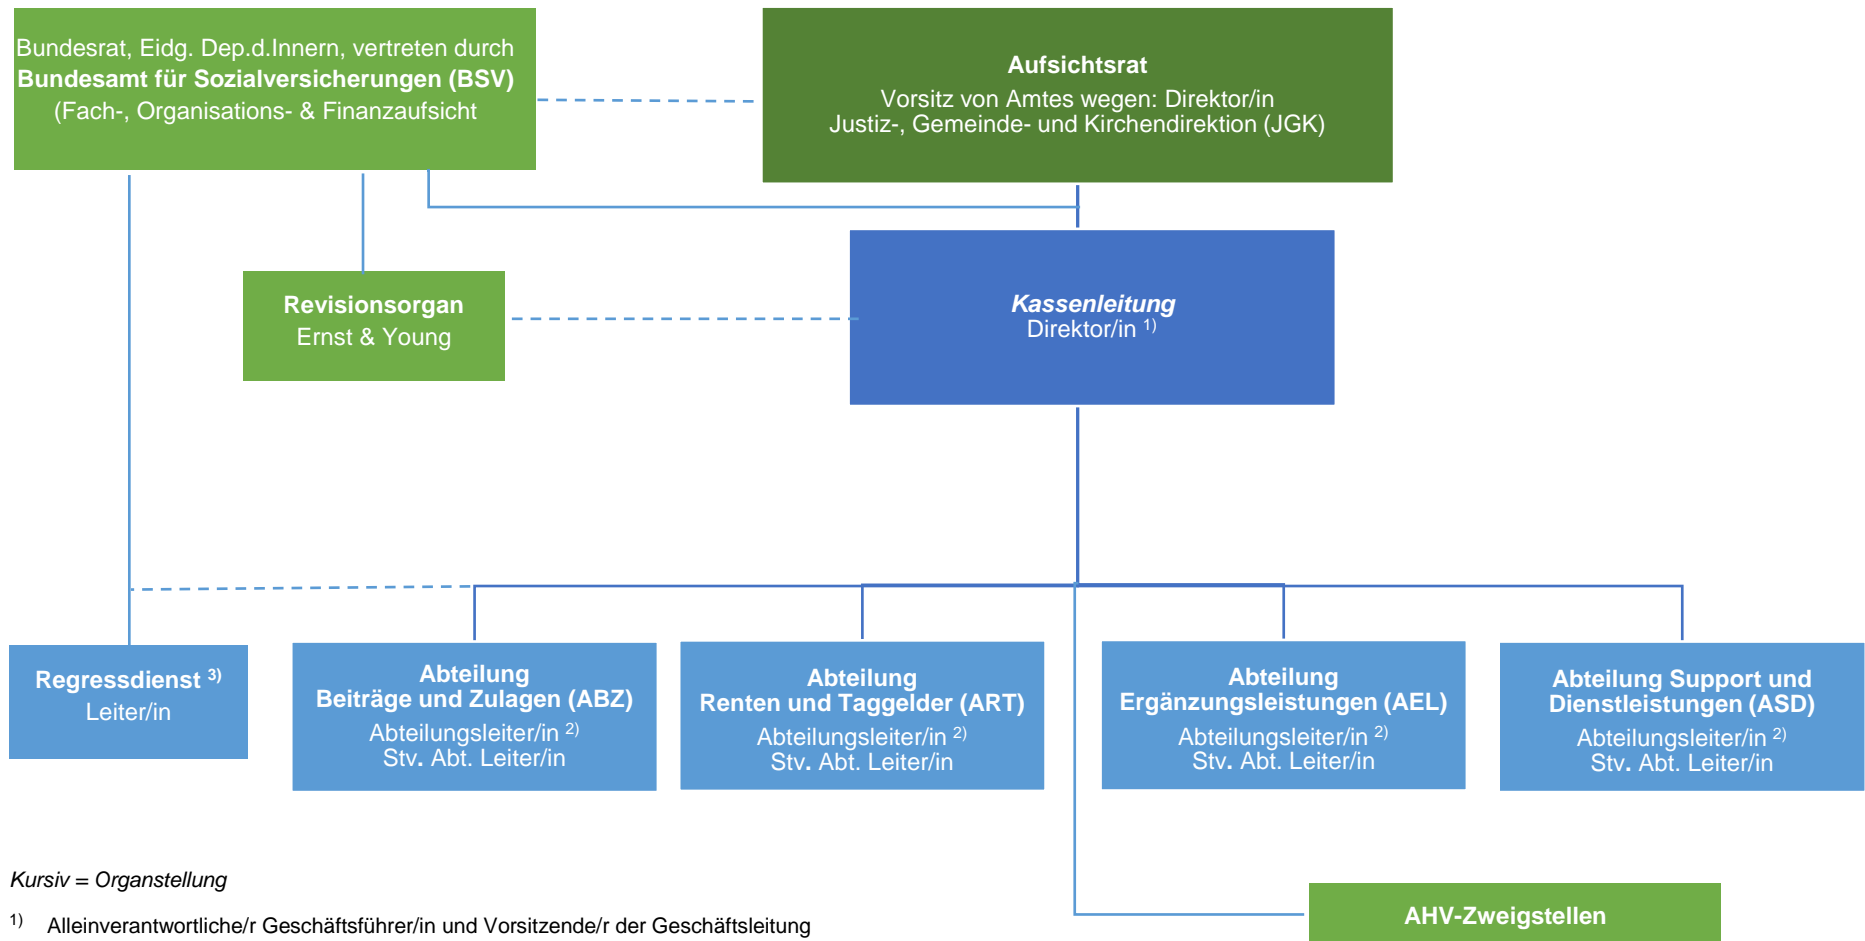 Bundesrat, Eidg. Dep.d.Innern, vertreten durch
Bundesamt für Sozialversicherungen (BSV)
(Fach-, Organisations- & Finanzaufsicht
Aufsichtsrat
Vorsitz von Amtes wegen: Direktor/in
Justiz-, Gemeinde- und Kirchendirektion (JGK)
Revisionsorgan
Ernst & Young
Kassenleitung
Direktor/in 1)
Regressdienst 3)
Leiter/in
Abteilung
Beiträge und Zulagen (ABZ)
Abteilungsleiter/in 2)
Stv. Abt. Leiter/in
Abteilung
Renten und Taggelder (ART)
Abteilungsleiter/in 2)
Stv. Abt. Leiter/in
Abteilung
Ergänzungsleistungen (AEL)
Abteilungsleiter/in 2)
Stv. Abt. Leiter/in
Abteilung Support und
Dienstleistungen (ASD)
Abteilungsleiter/in 2)
Stv. Abt. Leiter/in
Kursiv = Organstellung
1) Alleinverantwortliche/r Geschäftsführer/in und Vorsitzende/r der Geschäftsleitung
AHV-Zweigstellen